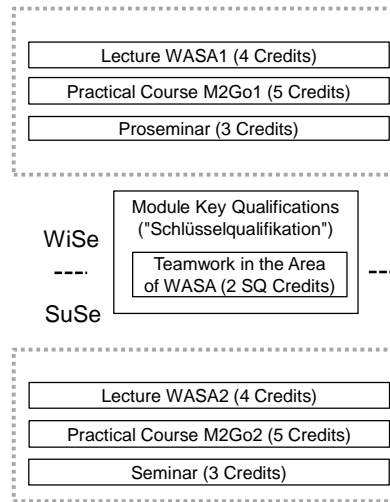 Lecture WASA1 (4 Credits)
Practical Course M2Go1 (5 Credits)
Proseminar (3 Credits)
Module Key Qualifications
("Schlüsselqualifikation")
WiSe
Teamwork in the Area
of WASA (2 SQ Credits)
SuSe
Lecture WASA2 (4 Credits)
Practical Course M2Go2 (5 Credits)
Seminar (3 Credits)